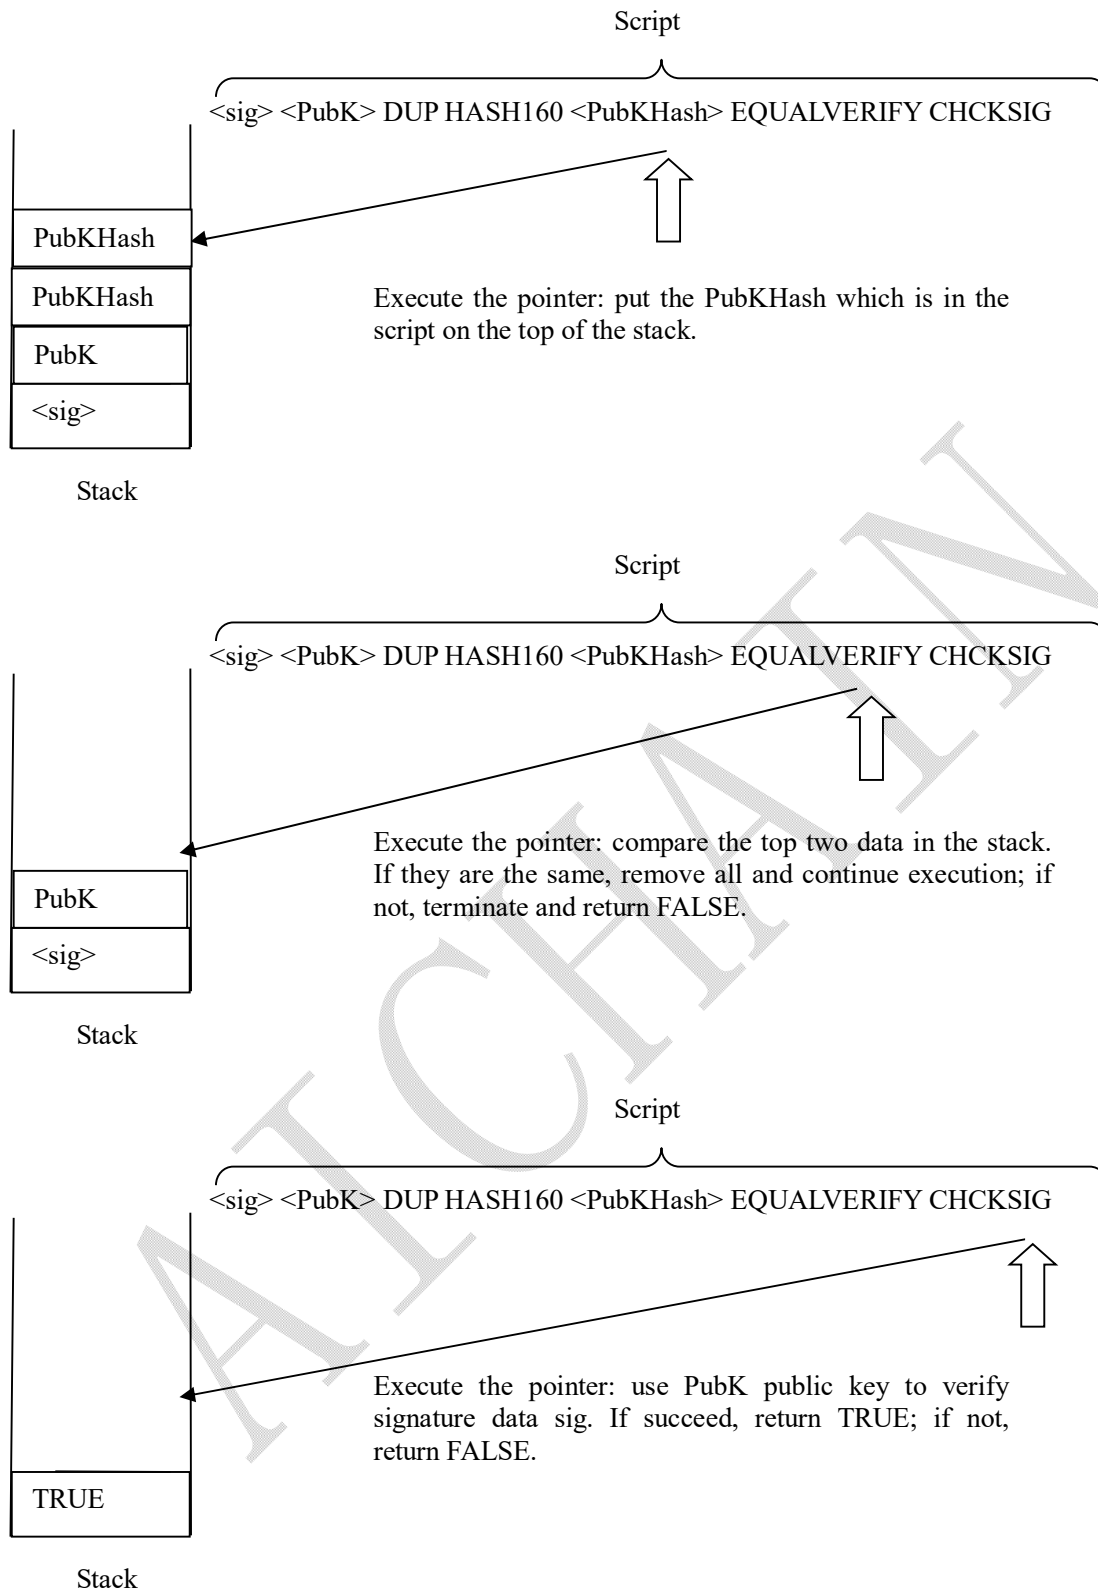 Script
<sig> <PubK> DUP HASH160 <PubKHash> EQUALVERIFY CHCKSIG
PubKHash
PubKHash
PubK
<sig>
Stack
Execute the pointer: put the PubKHash which is in the
script on the top of the stack.
Script
<sig> <PubK> DUP HASH160 <PubKHash> EQUALVERIFY CHCKSIG
PubK
<sig>
Stack
Execute the pointer: compare the top two data in the stack.
If they are the same, remove all and continue execution; if
not, terminate and return FALSE.
Script
<sig> <PubK> DUP HASH160 <PubKHash> EQUALVERIFY CHCKSIG
TRUE
Stack
Execute the pointer: use PubK public key to verify
signature data sig. If succeed, return TRUE; if not,
return FALSE.
AICHAIN